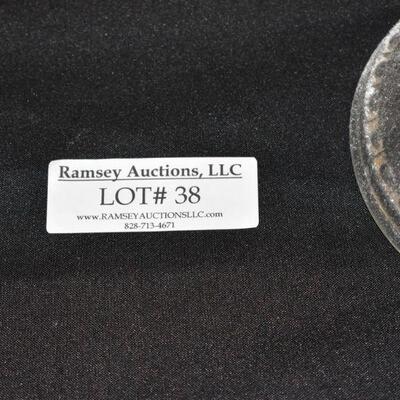 Ramsey Auctions, LLC
LOT# 38
www.RAMSEYAUCTIONSLLC.com
828-713-4671